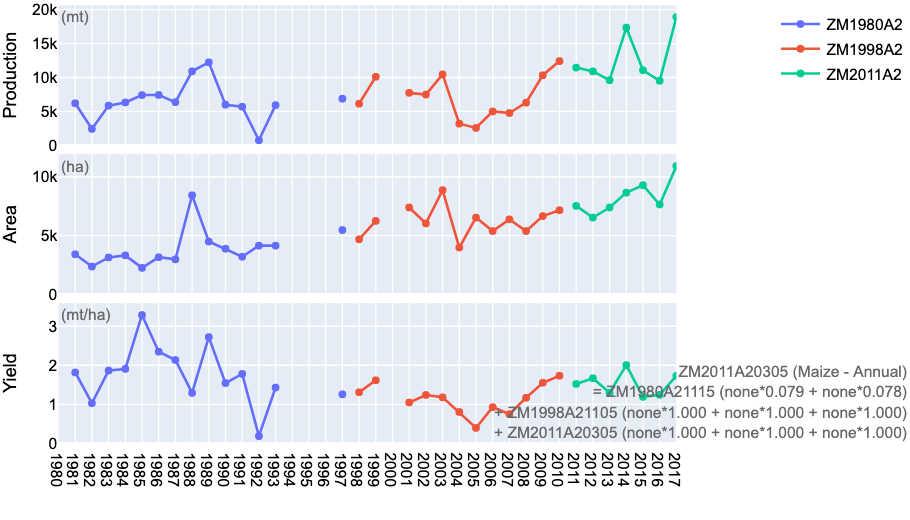 Production
(mt)
20k
15k
10k
5k
0
ZM1980A2
ZM1998A2
ZM2011A2
Area
(ha)
10k
5k
0
Yield
(mt/ha)
3
2
1
0
ZM2011A20305 (Maize - Annual)
= ZM1980A21115 (none*0.079 + none*0.078)
+ ZM1998A21105 (none*1.000 + none*1.000 + none*1.000)
+ ZM2011A20305 (none*1.000 + none*1.000 + none*1.000)
1980
1981
1982
1983
1984
1985
1986
1987
1988
1989
1990
1991
1992
1993
1994
1995
1996
1997
1998
1999
2000
2001
2002
2003
2004
2005
2006
2007
2008
2009
2010
2011
2012
2013
2014
2015
2016
2017